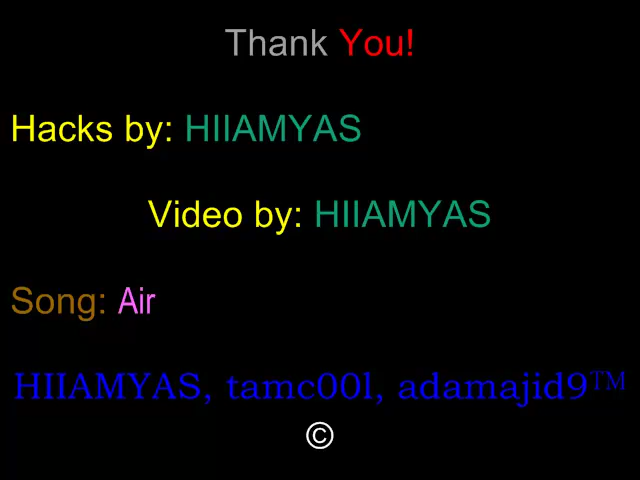 Thank You!
Hacks by: HIIAMYAS
Video by: HIIAMYAS
Song: Air
HIIAMYAS, tamc00l, adamajid9™
©